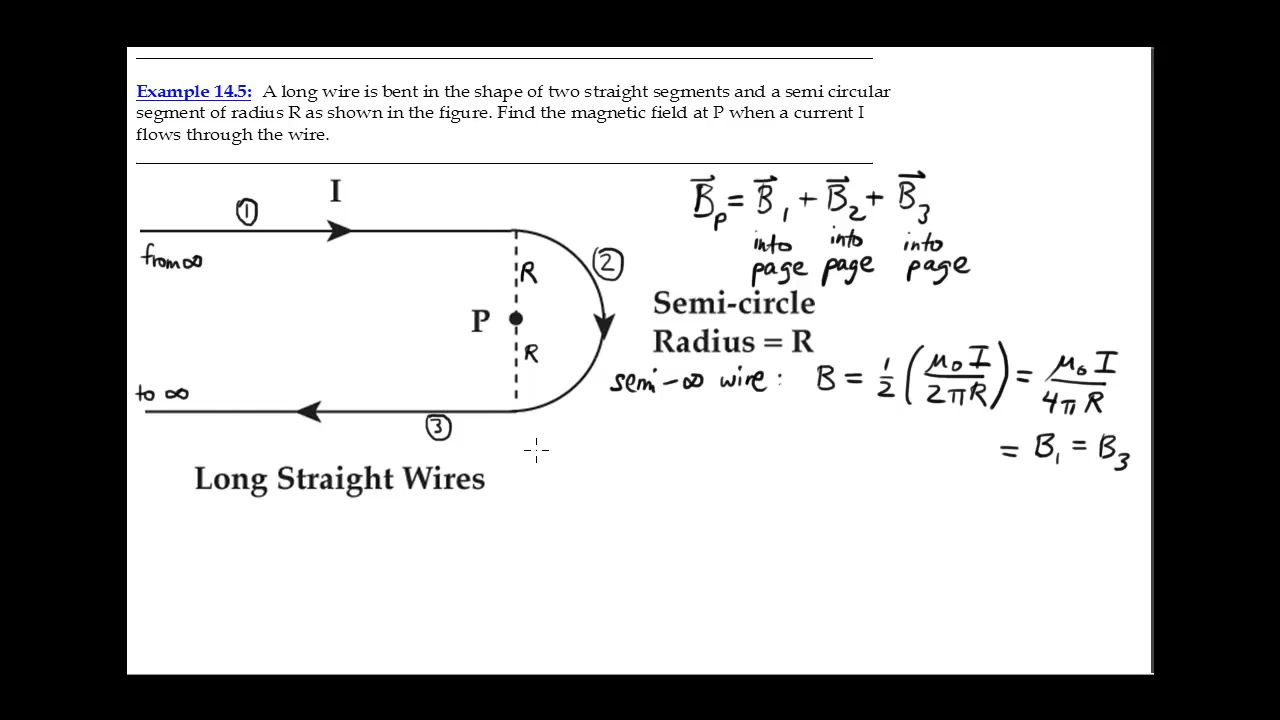 Example 14.5: A long wire is bent in the shape of two straight segments and a semi circular
segment of radius R as shown in the figure. Find the magnetic field at P when a current I
flows through the wire.
I
①
from ∞
②
R
P
R
to ∞
③
Long Straight Wires
B⃗ₚ = B⃗₁ + B⃗₂ + B⃗₃
into into into
page page page
Semi-circle
Radius = R
semi-∞ wire: B = 1/2 (μ₀I/2πR) = μ₀I/4πR
= B₁ = B₃